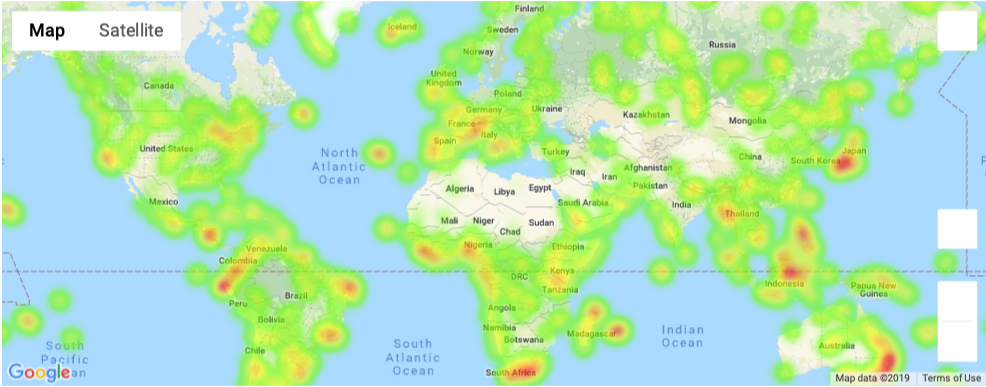 Map
Satellite
Finland
Iceland
Sweden
Russia
Norway
Canada
United
Kingdom
Poland
Germany
Ukraine
Kazakhstan
Mongolia
France
Italy
Spain
United States
North
Atlantic
Ocean
Turkey
China
South Korea
Japan
Afghanistan
Iraq
Iran
Pakistan
Algeria
Libya
Egypt
Mexico
Saudi Arabia
India
Thailand
Mali
Niger
Sudan
Chad
Venezuela
Nigeria
Ethiopia
Colombia
DRC
Kenya
Indonesia
Papua New
Guinea
Tanzania
Peru
Brazil
Angola
Bolivia
Namibia
Madagascar
Botswana
Indian
Ocean
South
Pacific
Chile
South
Atlantic
Ocean
Australia
South Africa
Google
Map data ©2019
Terms of Use